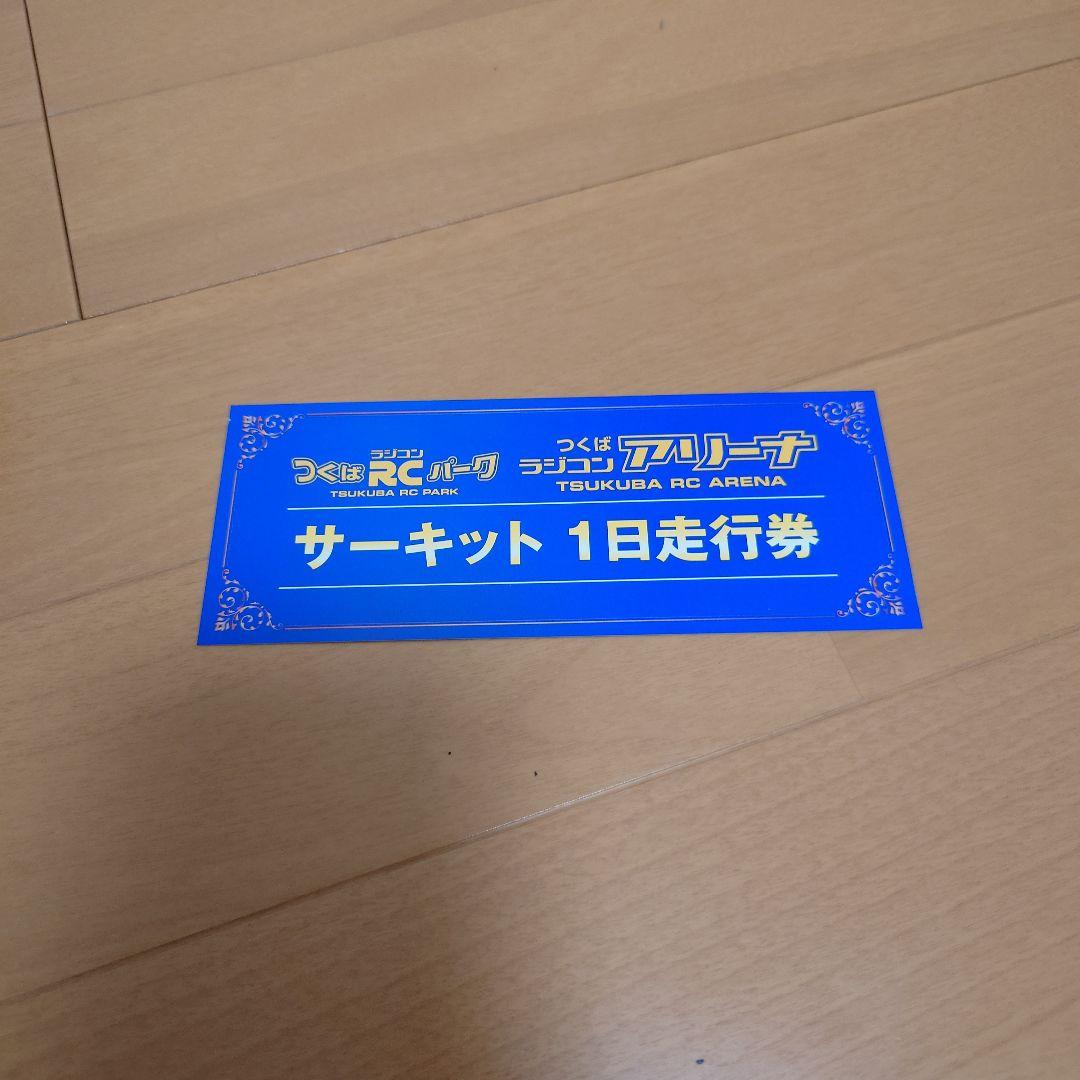 ラジコン
つくばRCパーク
TSUKUBA RC PARK
つくば
ラジコン アリーナ
TSUKUBA RC ARENA
サーキット 1日走行券